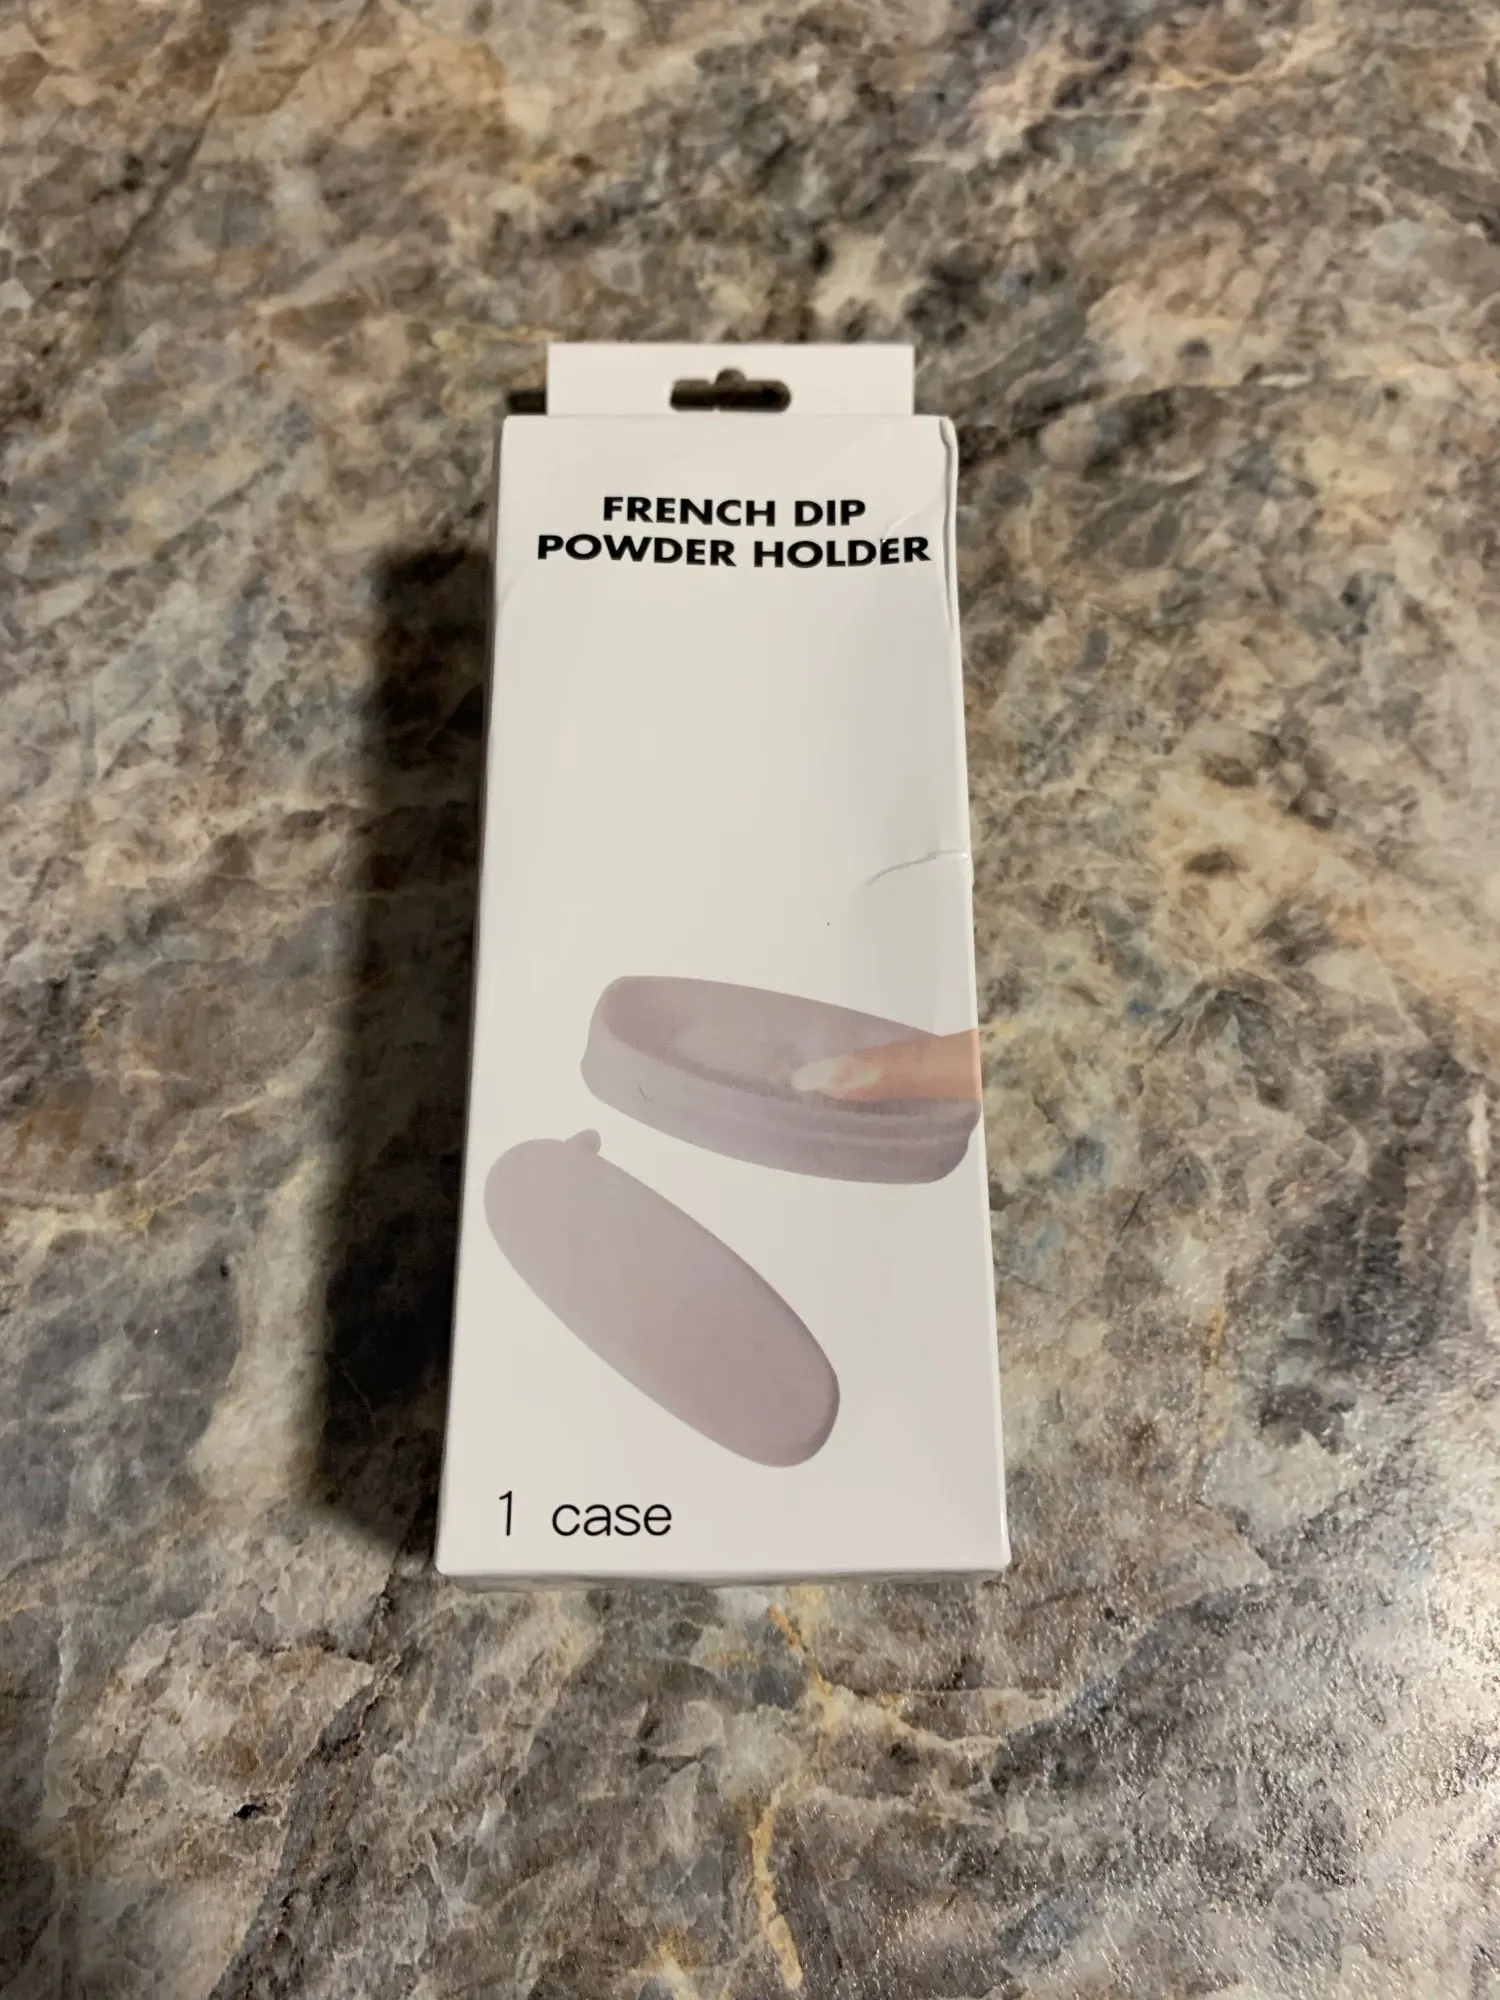 FRENCH DIP
POWDER HOLDER
1 case